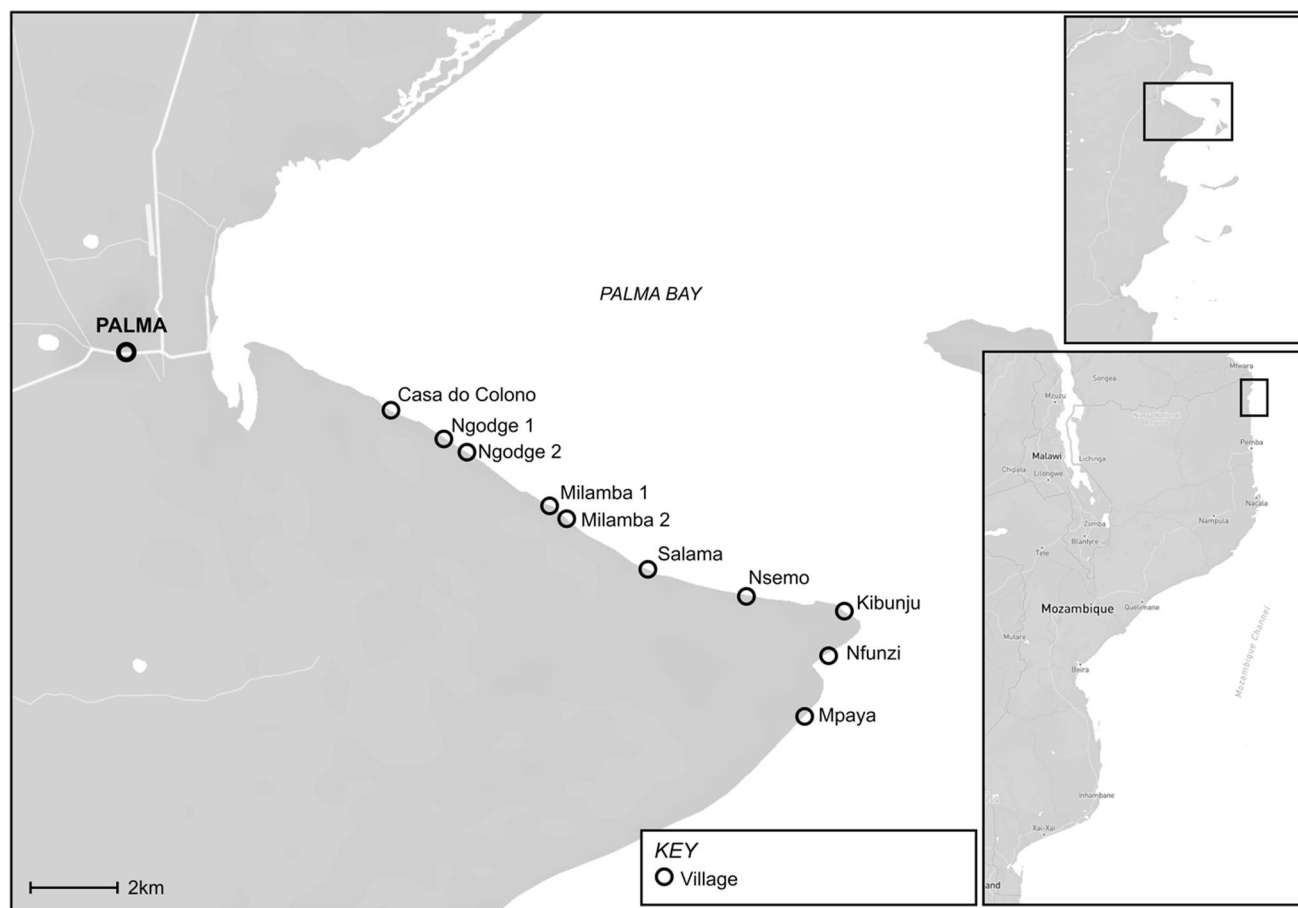 PALMA BAY
PALMA
Casa do Colono
Ngodge 1
Ngodge 2
Milamba 1
Milamba 2
Salama
Nsemo
Kibunju
Nfunzi
Mpaya
KEY
Village
2km
Mtwara
Songea
Mzuzu
Pemba
Malawi
Lichinga
Chipata
Lilongwe
Nacala
Nampula
Zomba
Blantyre
Tete
Mozambique
Quelimane
Mutare
Beira
Mozambique Channel
Inhambane
Xai-Xai
land